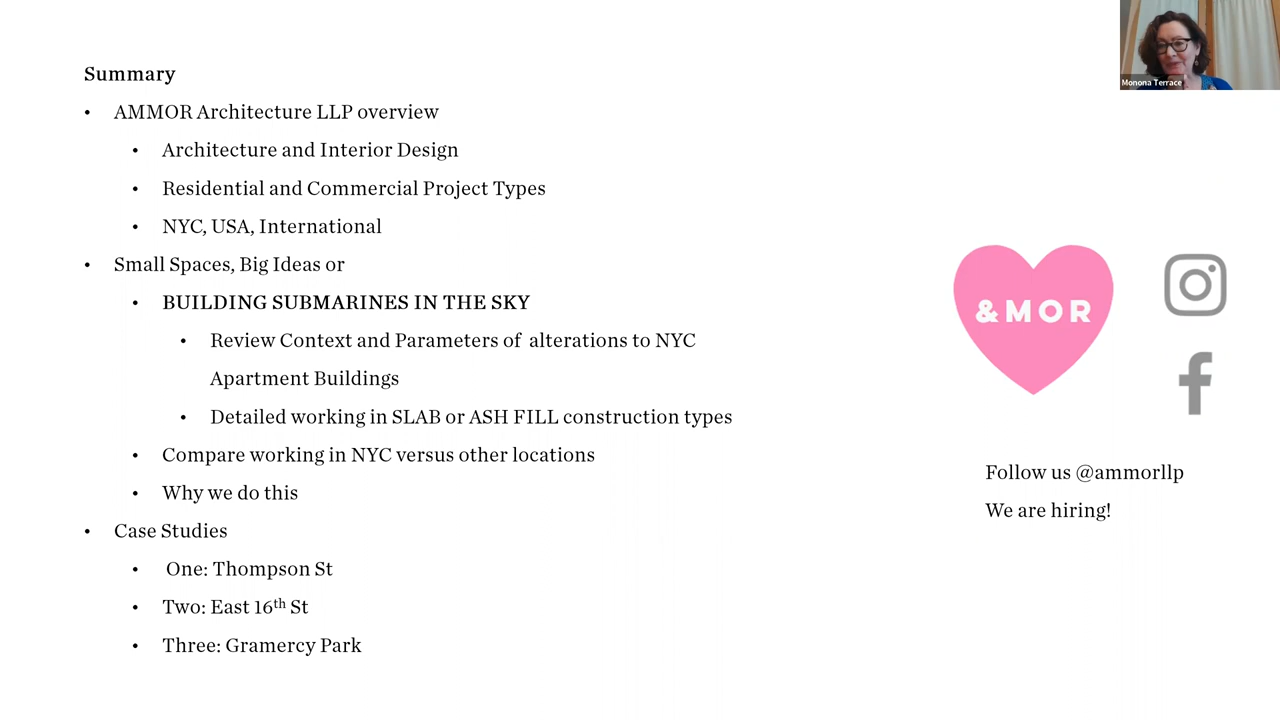 Summary
• AMMOR Architecture LLP overview
• Architecture and Interior Design
• Residential and Commercial Project Types
• NYC, USA, International
• Small Spaces, Big Ideas or
• BUILDING SUBMARINES IN THE SKY
• Review Context and Parameters of alterations to NYC
Apartment Buildings
• Detailed working in SLAB or ASH FILL construction types
• Compare working in NYC versus other locations
• Why we do this
• Case Studies
• One: Thompson St
• Two: East 16th St
• Three: Gramercy Park
Monona Terrace
&MOR
Follow us @ammorllp
We are hiring!